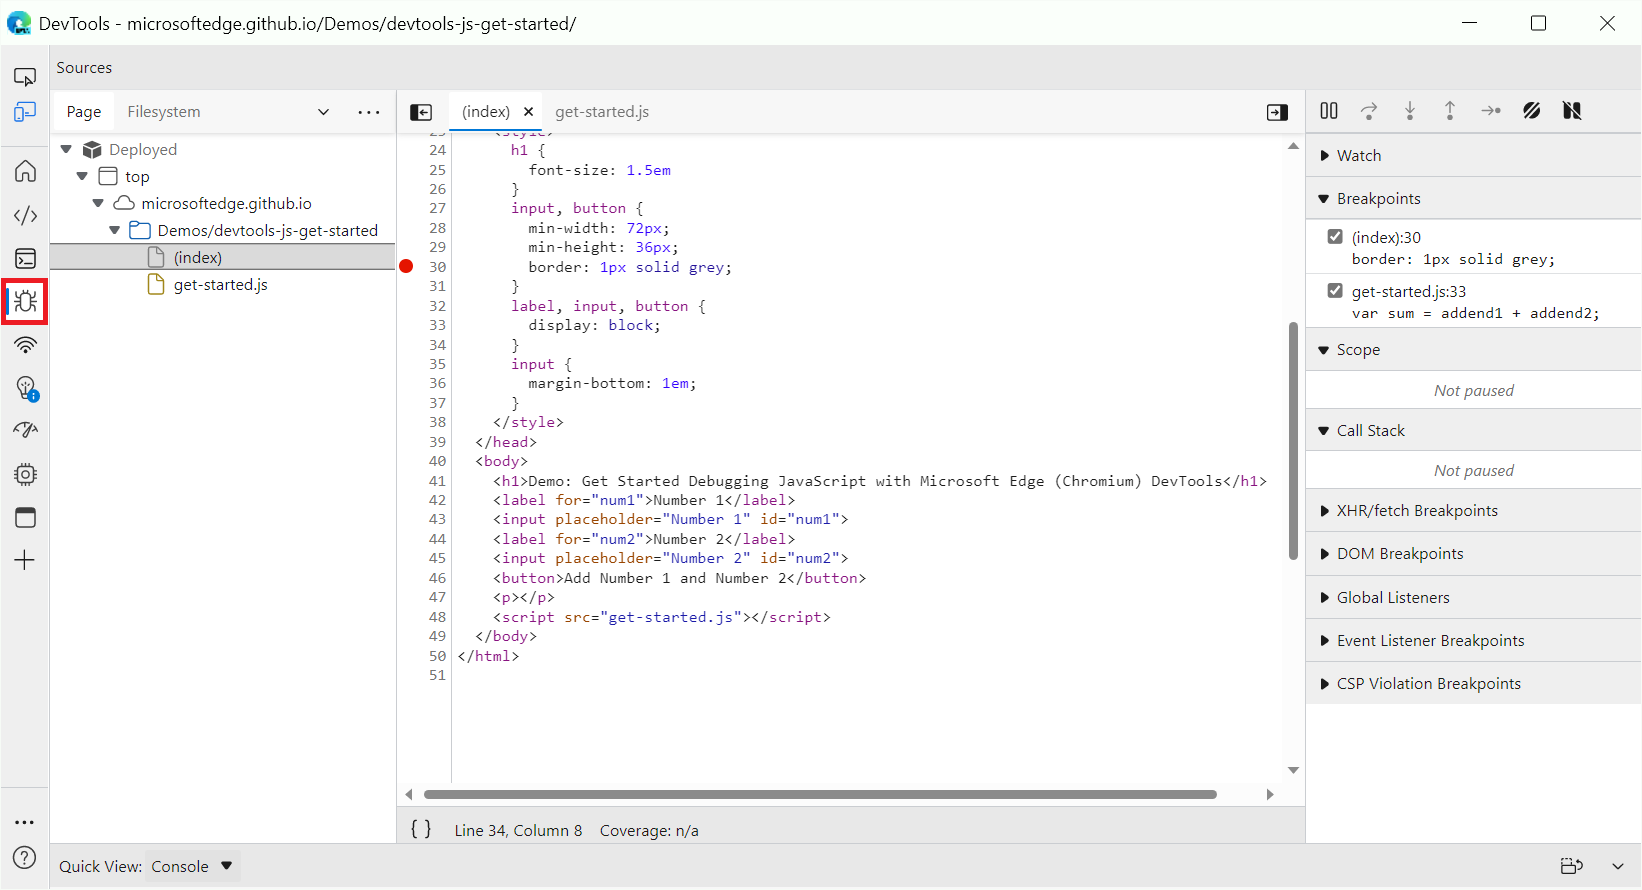 DevTools - microsoftedge.github.io/Demos/devtools-js-get-started/
Sources
Page Filesystem
Deployed
top
microsoftedge.github.io
Demos/devtools-js-get-started
(index)
get-started.js
(index) get-started.js
23 <style>
24 h1 {
25 font-size: 1.5em
26 }
27 input, button {
28 min-width: 72px;
29 min-height: 36px;
30 border: 1px solid grey;
31 }
32 label, input, button {
33 display: block;
34 }
35 input {
36 margin-bottom: 1em;
37 }
38 </style>
39 </head>
40 <body>
41 <h1>Demo: Get Started Debugging JavaScript with Microsoft Edge (Chromium) DevTools</h1>
42 <label for="num1">Number 1</label>
43 <input placeholder="Number 1" id="num1">
44 <label for="num2">Number 2</label>
45 <input placeholder="Number 2" id="num2">
46 <button>Add Number 1 and Number 2</button>
47 <p></p>
48 <script src="get-started.js"></script>
49 </body>
50 </html>
51
{ } Line 34, Column 8 Coverage: n/a
Watch
Breakpoints
(index):30
border: 1px solid grey;
get-started.js:33
var sum = addend1 + addend2;
Scope
Not paused
Call Stack
Not paused
XHR/fetch Breakpoints
DOM Breakpoints
Global Listeners
Event Listener Breakpoints
CSP Violation Breakpoints
Quick View: Console